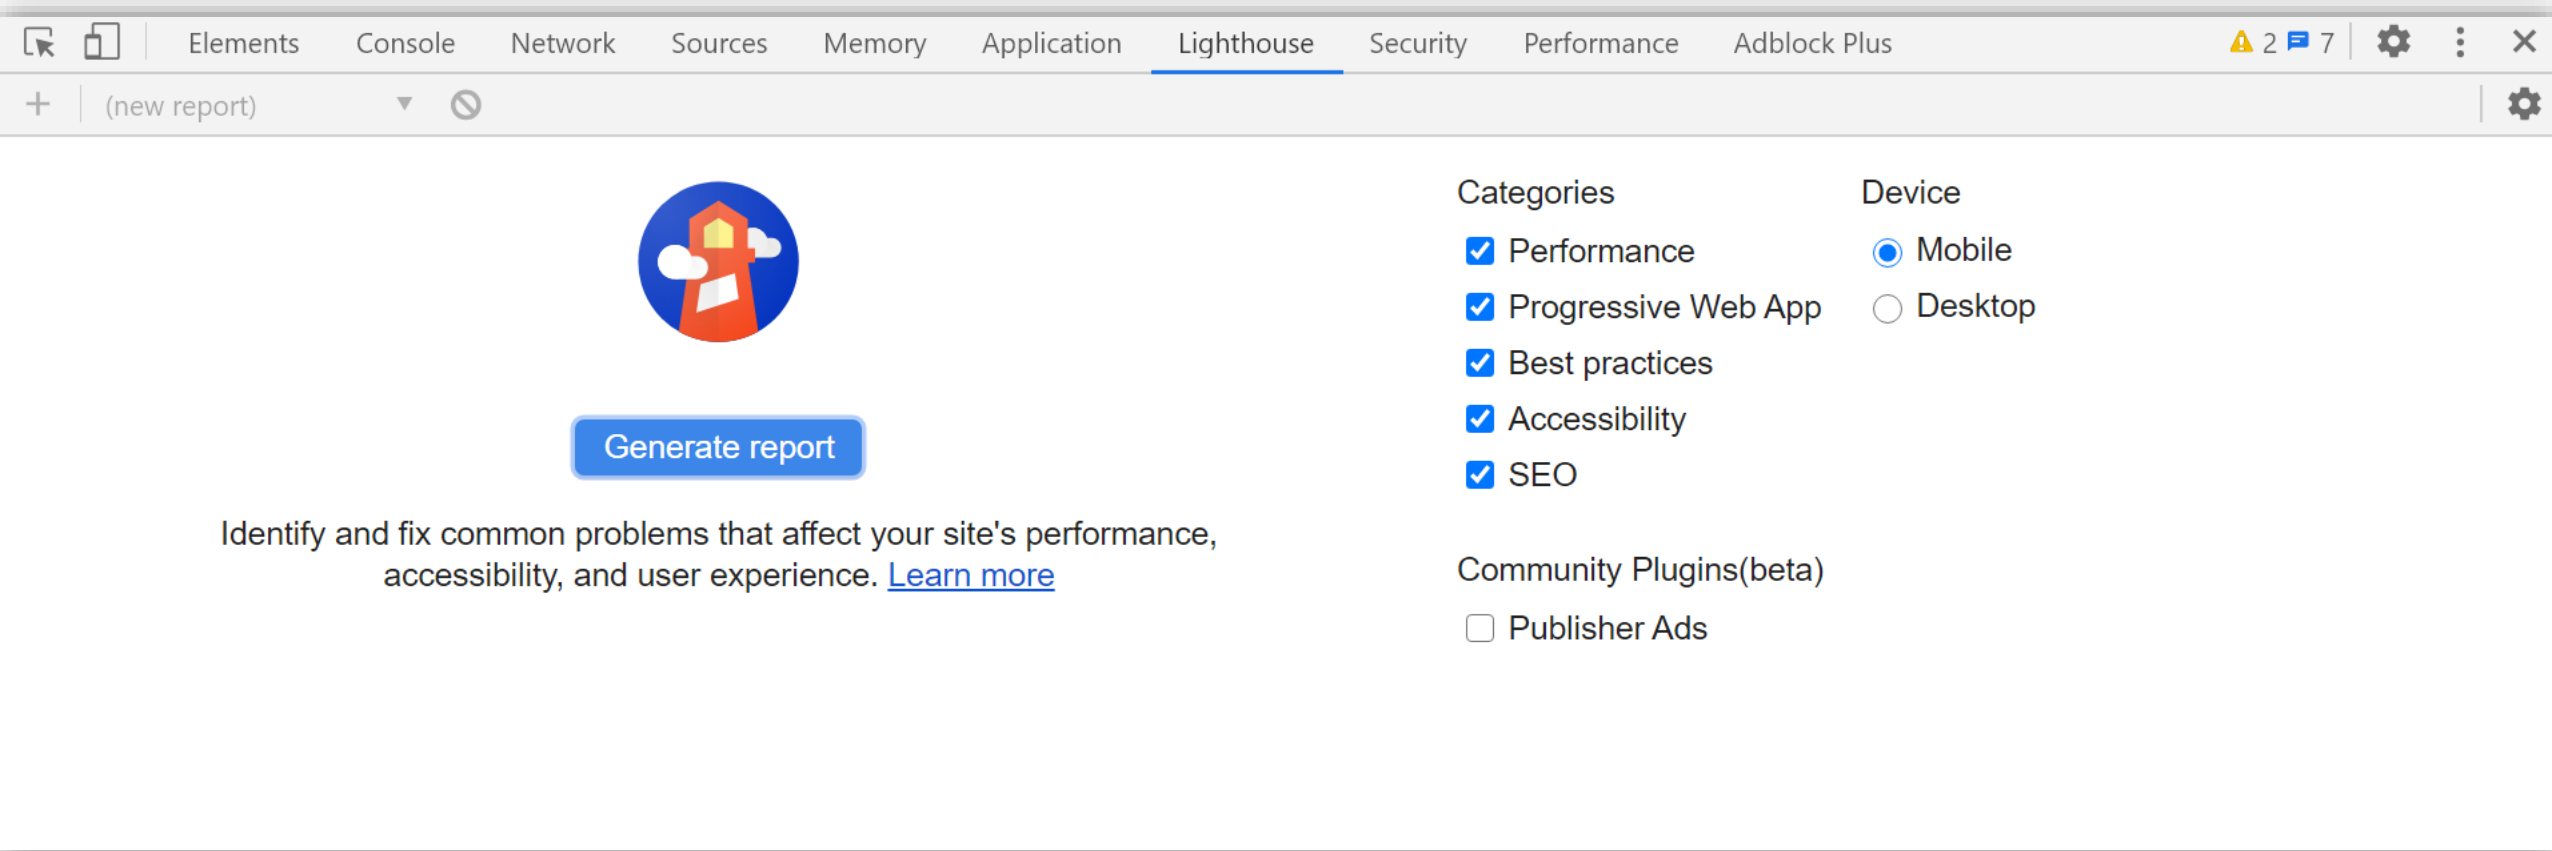 Elements Console Network Sources Memory Application Lighthouse Security Performance Adblock Plus 2 7
(new report)
Categories Device
Performance Mobile
Progressive Web App Desktop
Best practices
Accessibility
SEO
Generate report
Identify and fix common problems that affect your site's performance,
accessibility, and user experience. Learn more
Community Plugins(beta)
Publisher Ads